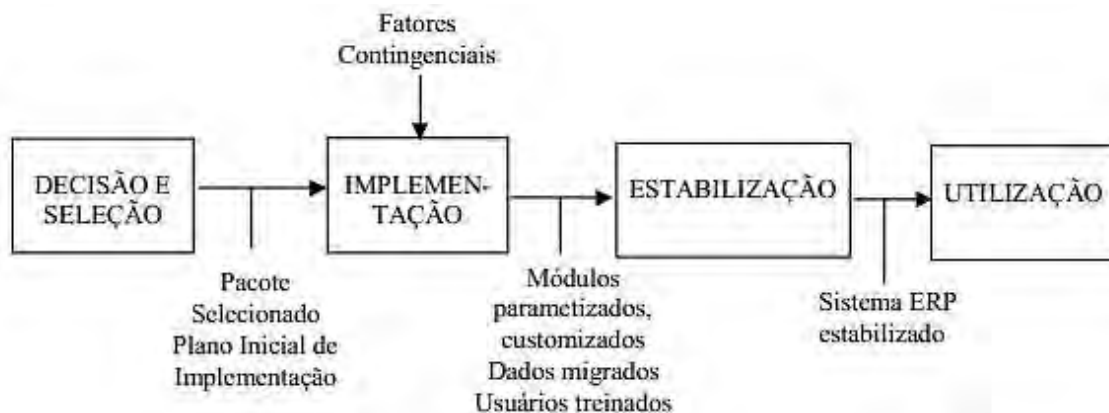 Fatores
Contingenciais
DECISÃO E
SELEÇÃO
IMPLEMEN-
TAÇÃO
ESTABILIZAÇÃO
UTILIZAÇÃO
Pacote
Selecionado
Plano Inicial de
Implementação
Módulos
parametizados,
customizados
Dados migrados
Usuários treinados
Sistema ERP
estabilizado